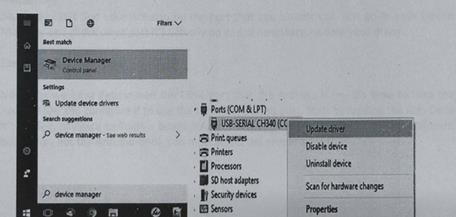 Filters
Best match
Device Manager
Control panel
Settings
Update device drivers
Search suggestions
device manager - See web results
device manager
Ports (COM & LPT)
USB-SERIAL CH340 (CO
Print queues
Printers
Processors
SD host adapters
Security devices
Sensors
Update driver
Disable device
Uninstall device
Scan for hardware changes
Properties